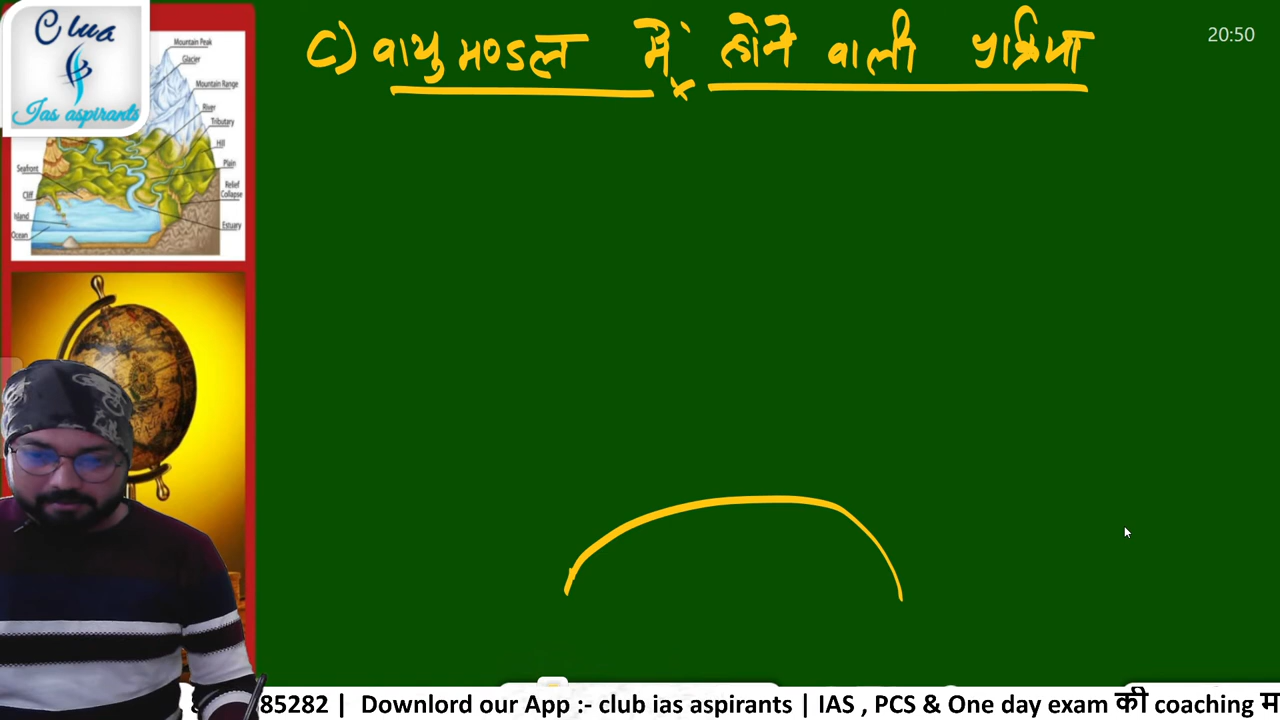 Clua
Ias aspirants
Mountain Peak
Glacier
Mountain Range
River
Tributary
Hill
Plain
Relief
Collapse
Estuary
Seafront
Cliff
Island
Ocean
C) वायुमण्डल में होने वाली प्रक्रिया
20:50
85282 | Downlord our App :- club ias aspirants | IAS , PCS & One day exam की coaching म